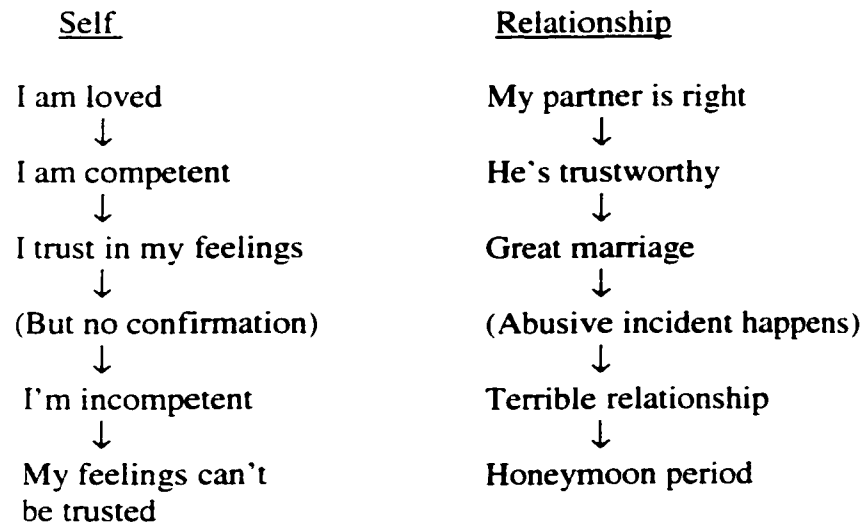 Self
Relationship
I am loved
My partner is right
↓
↓
I am competent
He's trustworthy
↓
↓
I trust in my feelings
Great marriage
↓
↓
(But no confirmation)
(Abusive incident happens)
↓
↓
I'm incompetent
Terrible relationship
↓
↓
My feelings can't
Honeymoon period
be trusted